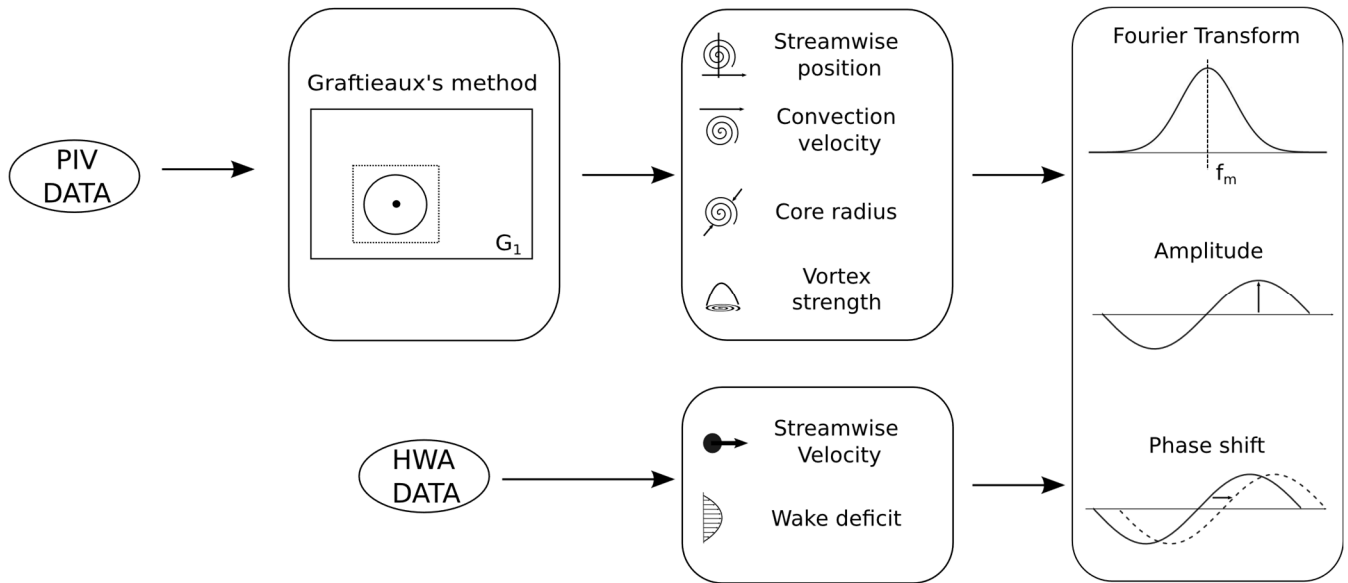 PIV
DATA
Graftieaux's method
G₁
Streamwise
position
Convection
velocity
Core radius
Vortex
strength
HWA
DATA
Streamwise
Velocity
Wake deficit
Fourier Transform
fₘ
Amplitude
Phase shift